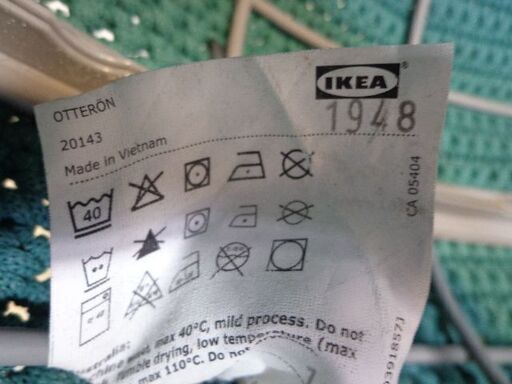 IKEA®
OTTERÖN
1948
20143
Made in Vietnam
CA 05404
40
max 40°C, mild process. Do not
tumble drying, low temperature (max
max 110°C. Do not